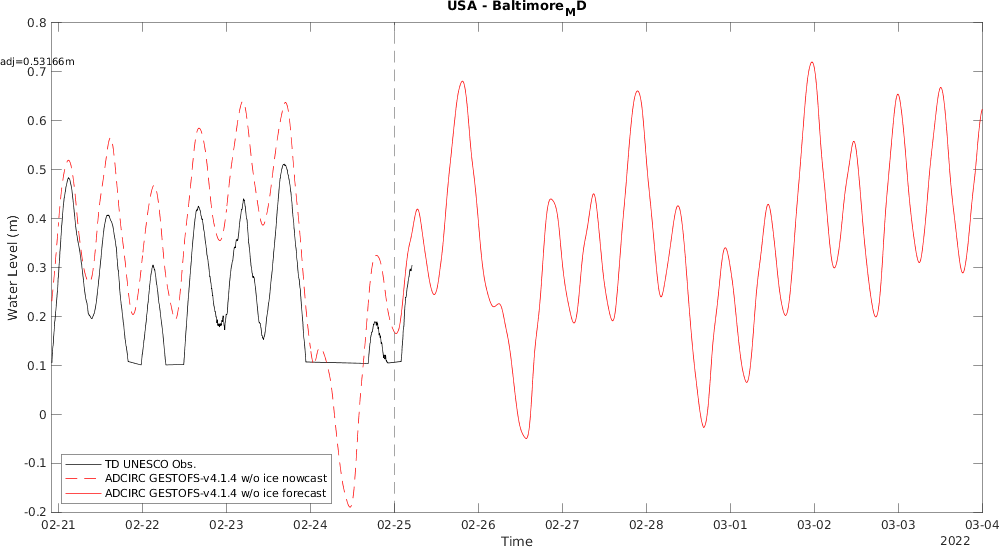 USA - BaltimoreMD
adj=0.53166m
0.8
0.7
0.6
0.5
0.4
0.3
0.2
0.1
0
-0.1
-0.2
Water Level (m)
TD UNESCO Obs.
ADCIRC GESTOFS-v4.1.4 w/o ice nowcast
ADCIRC GESTOFS-v4.1.4 w/o ice forecast
02-21 02-22 02-23 02-24 02-25 02-26 02-27 02-28 03-01 03-02 03-03 03-04
Time
2022